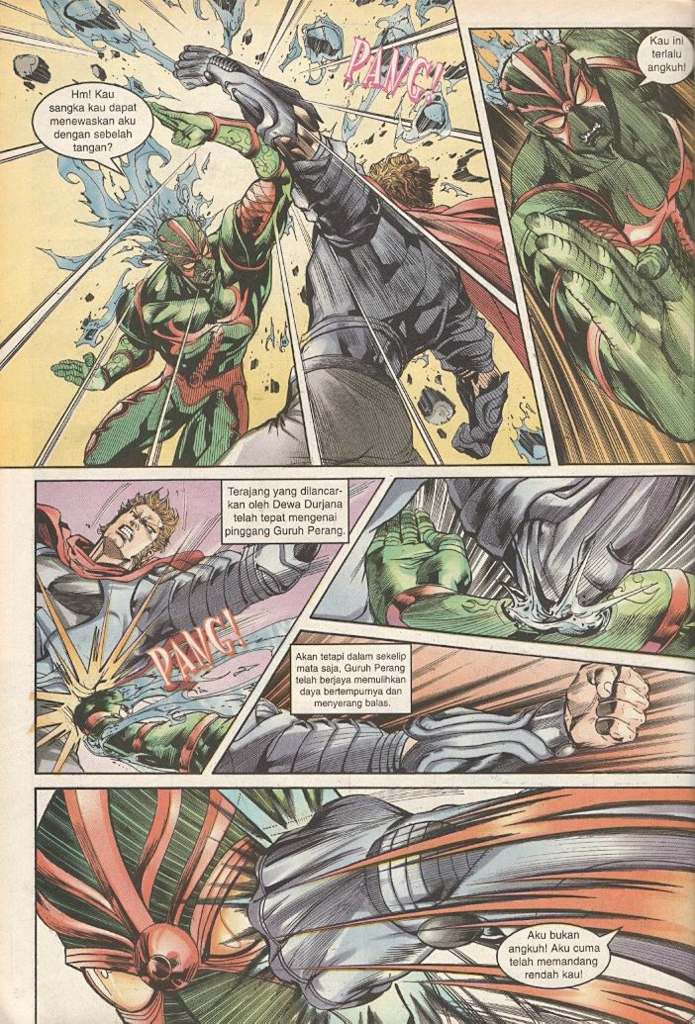 Hm! Kau
sangka kau dapat
menewaskan aku
dengan sebelah
tangan?
PANG!
Kau ini
terlalu
angkuh!
Terajang yang dilancar-
kan oleh Dewa Durjana
telah tepat mengenai
pinggang Guruh Perang.
PANG!
Akan tetapi dalam sekelip
mata saja, Guruh Perang
telah berjaya memulihkan
daya bertempurnya dan
menyerang balas.
Aku bukan
angkuh! Aku cuma
telah memandang
rendah kau!